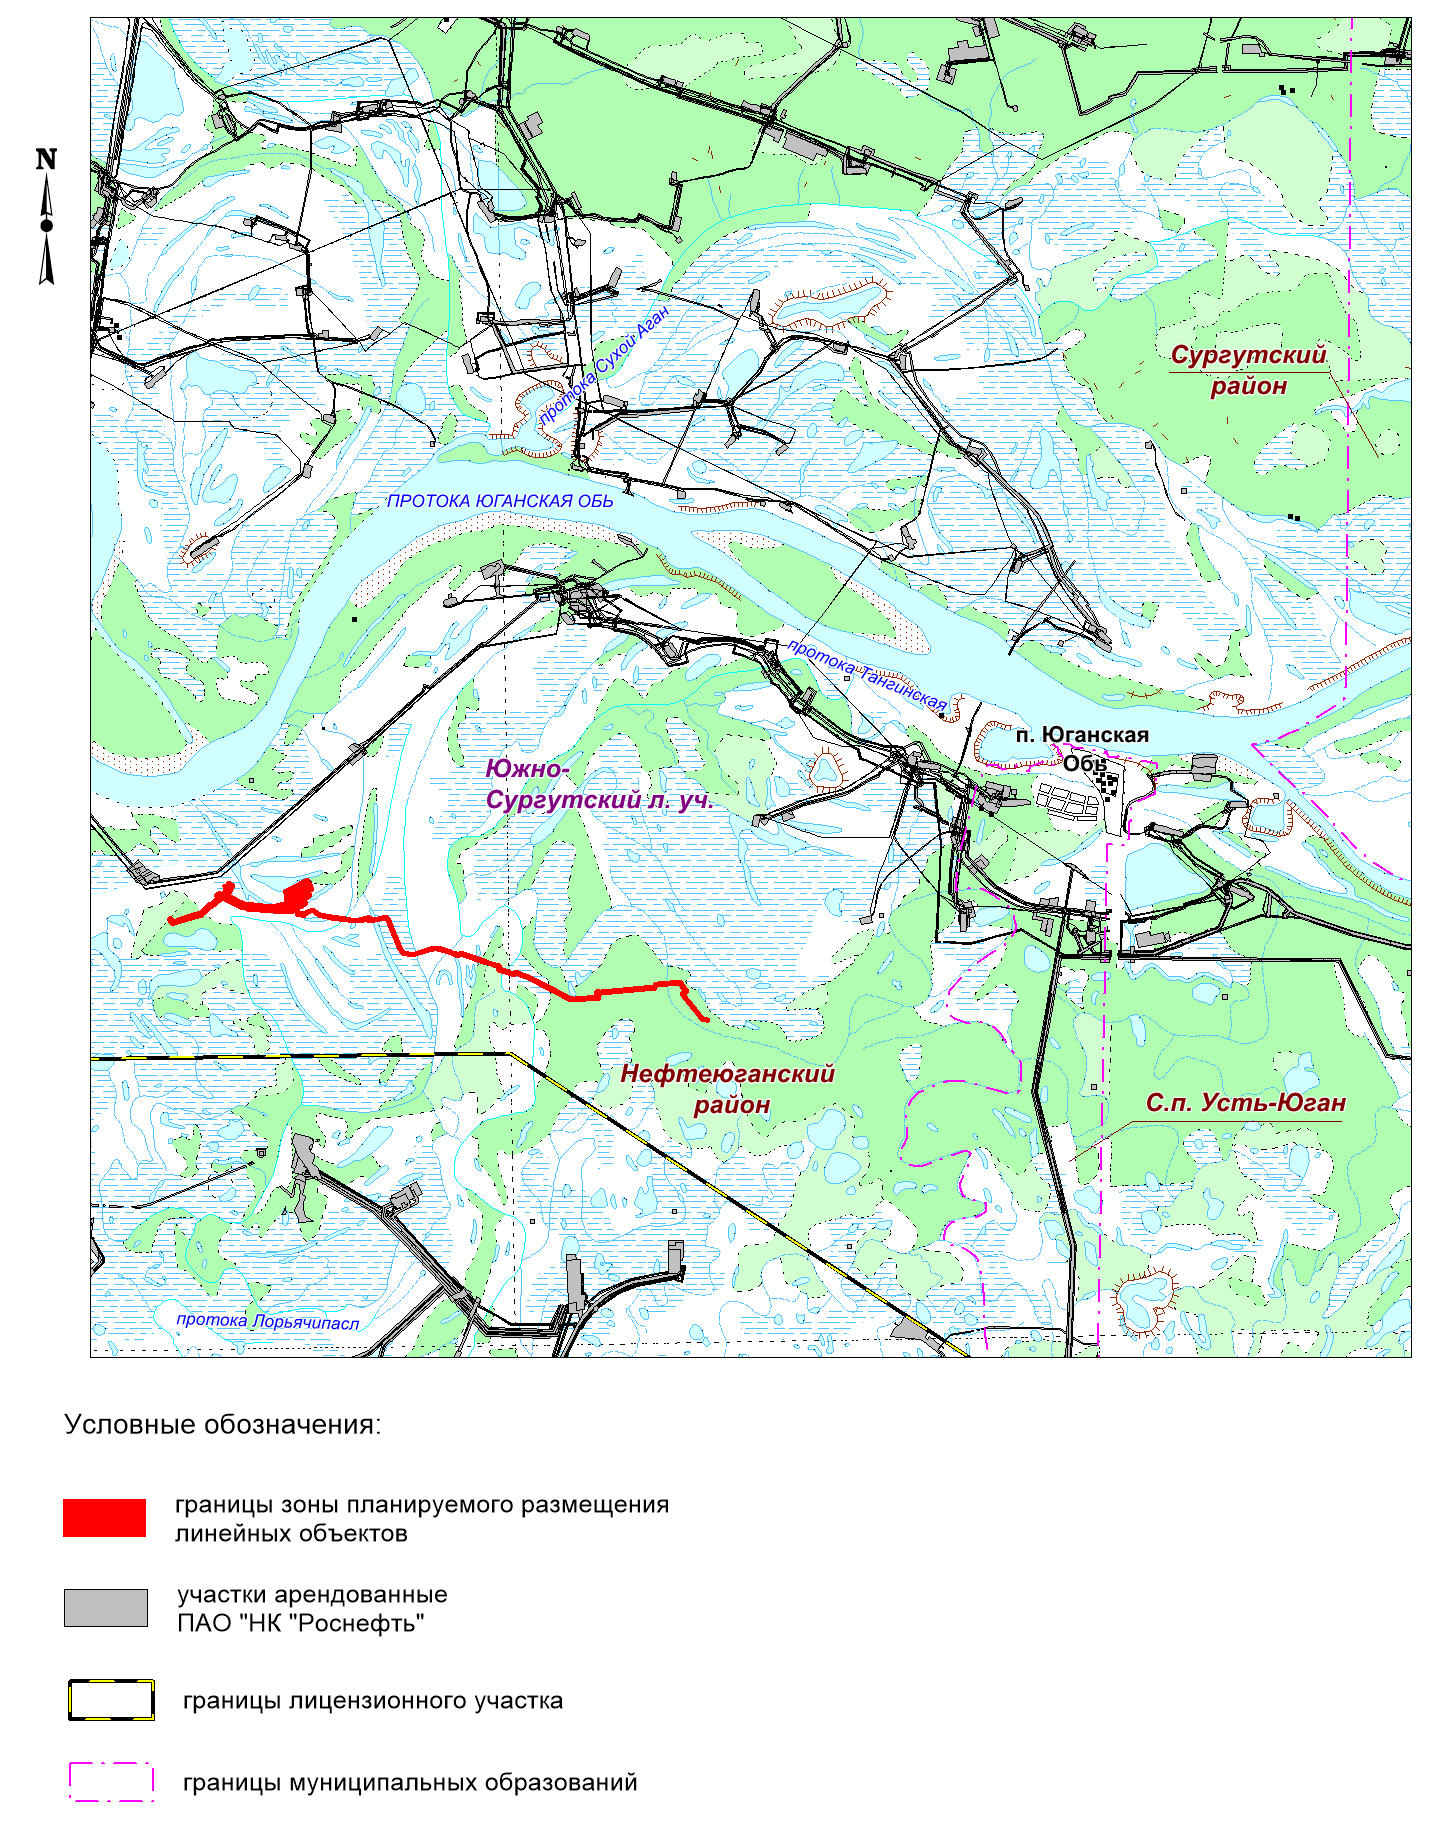 N
протока Сухой Аган
Сургутский
район
ПРОТОКА ЮГАНСКАЯ ОБЬ
протока Тангинская
п. Юганская
Обь
Южно-
Сургутский л. уч.
Нефтеюганский
район
С.п. Усть-Юган
протока Лорьячипасл
Условные обозначения:
границы зоны планируемого размещения
линейных объектов
участки арендованные
ПАО "НК "Роснефть"
границы лицензионного участка
границы муниципальных образований